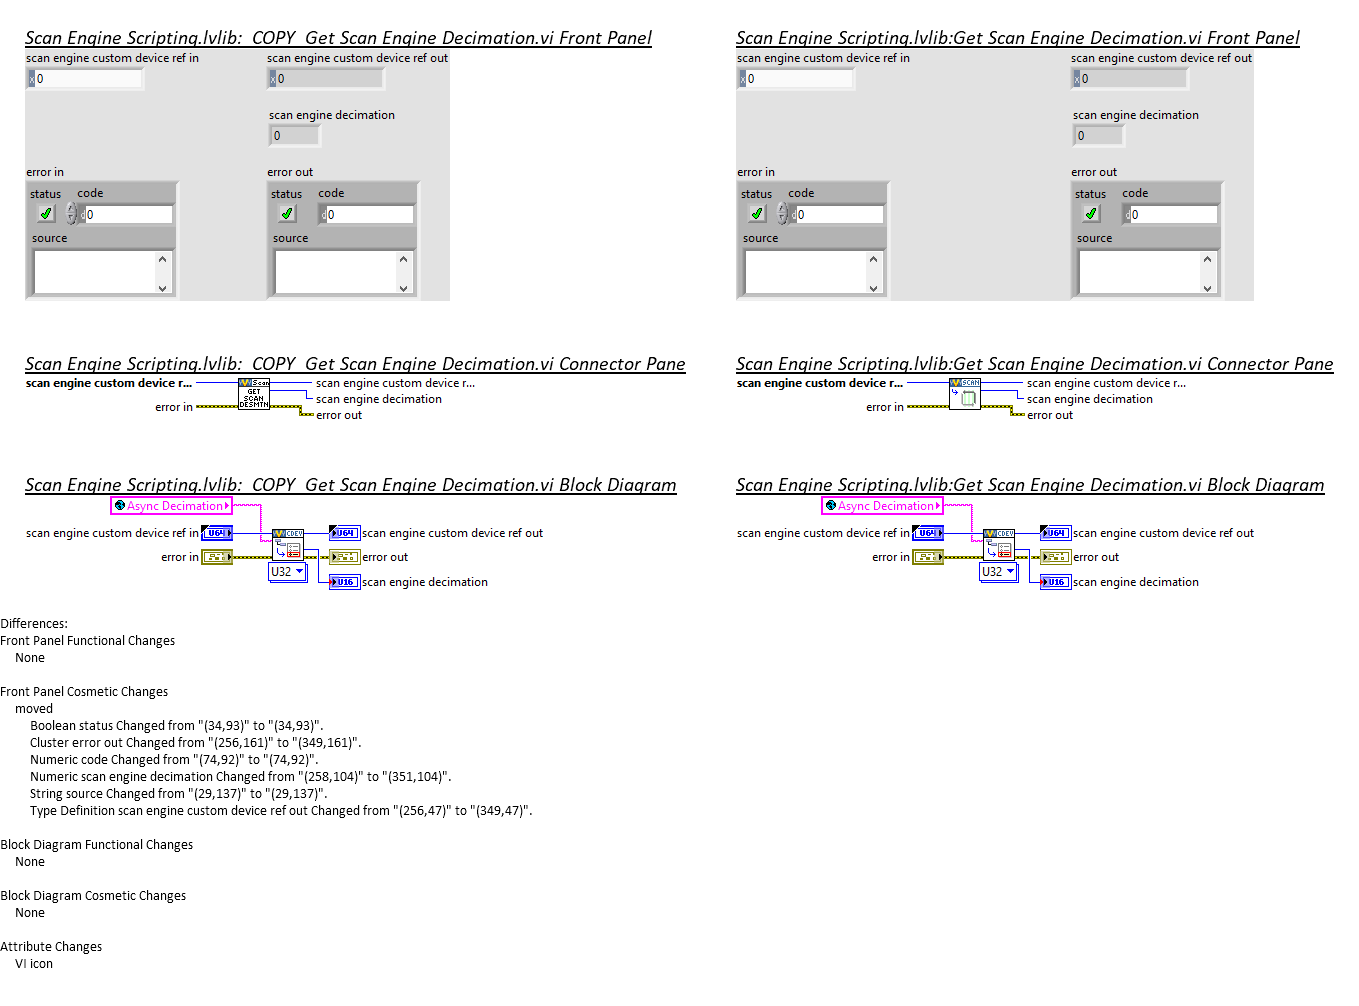 Scan Engine Scripting.lvlib:_COPY_Get Scan Engine Decimation.vi Front Panel
scan engine custom device ref in
scan engine custom device ref out
x 0
x 0
scan engine decimation
0
error in
error out
status
code
status
code
d 0
d 0
source
source
Scan Engine Scripting.lvlib:Get Scan Engine Decimation.vi Front Panel
scan engine custom device ref in
scan engine custom device ref out
x 0
x 0
scan engine decimation
0
error in
error out
status
code
status
code
d 0
d 0
source
source
Scan Engine Scripting.lvlib:_COPY_Get Scan Engine Decimation.vi Connector Pane
scan engine custom device r...
Scan
GET
SCAN
DESMTN
scan engine custom device r...
scan engine decimation
error in
error out
Scan Engine Scripting.lvlib:Get Scan Engine Decimation.vi Connector Pane
scan engine custom device r...
SCAN
scan engine custom device r...
scan engine decimation
error in
error out
Scan Engine Scripting.lvlib:_COPY_Get Scan Engine Decimation.vi Block Diagram
Async Decimation
scan engine custom device ref in
U64
CDEV
U64
scan engine custom device ref out
error in
error out
U32
U16
scan engine decimation
Scan Engine Scripting.lvlib:Get Scan Engine Decimation.vi Block Diagram
Async Decimation
scan engine custom device ref in
U64
CDEV
U64
scan engine custom device ref out
error in
error out
U32
U16
scan engine decimation
Differences:
Front Panel Functional Changes
None
Front Panel Cosmetic Changes
moved
Boolean status Changed from "(34,93)" to "(34,93)".
Cluster error out Changed from "(256,161)" to "(349,161)".
Numeric code Changed from "(74,92)" to "(74,92)".
Numeric scan engine decimation Changed from "(258,104)" to "(351,104)".
String source Changed from "(29,137)" to "(29,137)".
Type Definition scan engine custom device ref out Changed from "(256,47)" to "(349,47)".
Block Diagram Functional Changes
None
Block Diagram Cosmetic Changes
None
Attribute Changes
VI icon